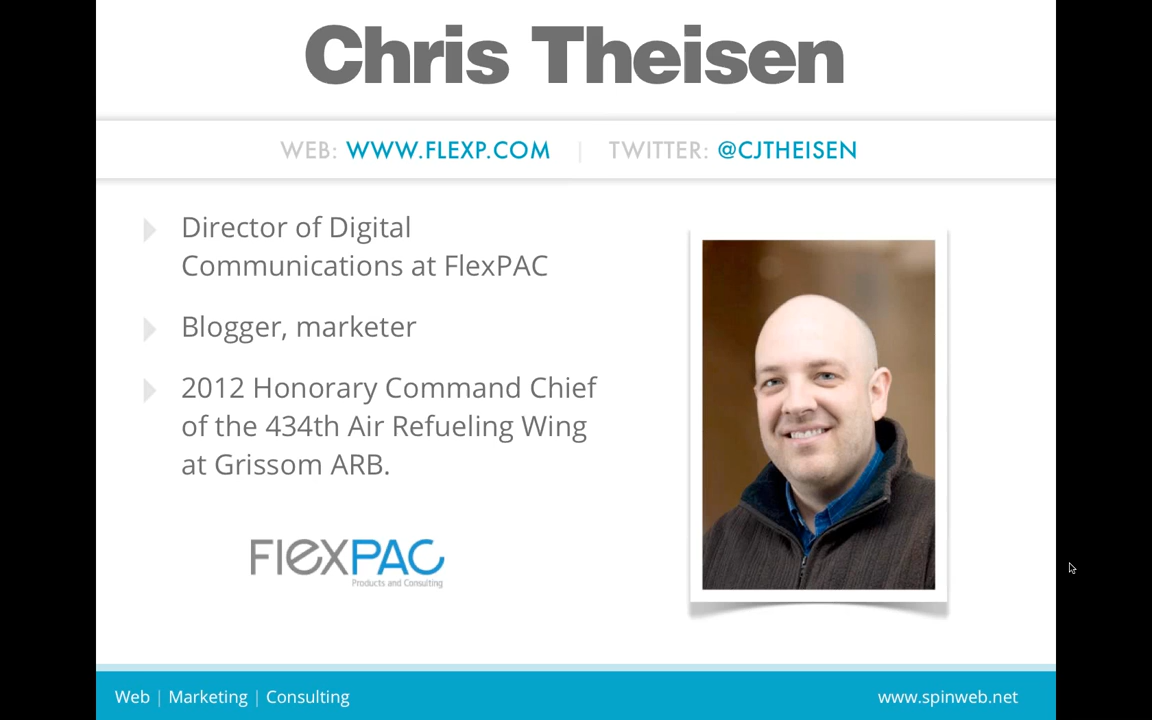 Chris Theisen
WEB: WWW.FLEXP.COM | TWITTER: @CJTHEISEN
Director of Digital
Communications at FlexPAC
Blogger, marketer
2012 Honorary Command Chief
of the 434th Air Refueling Wing
at Grissom ARB.
FlexPAC
Products and Consulting
Web | Marketing | Consulting
www.spinweb.net